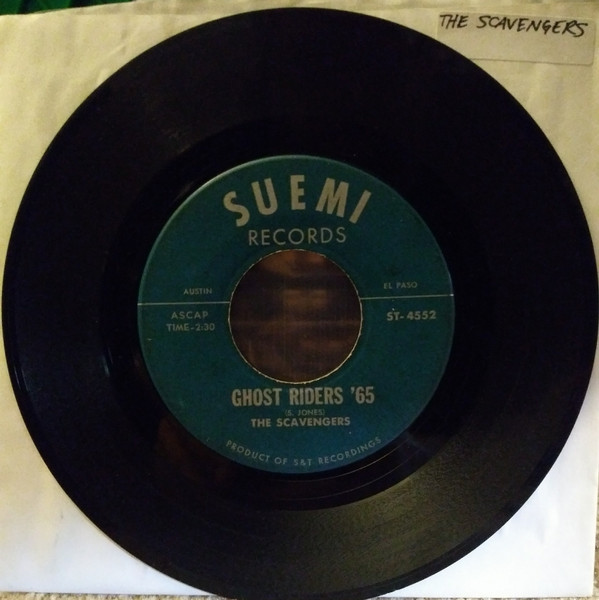 THE SCAVENGERS
SUEMI
RECORDS
AUSTIN
EL PASO
ASCAP
TIME-2:30
ST-4552
GHOST RIDERS '65
(S. JONES)
THE SCAVENGERS
PRODUCT OF S&T RECORDINGS